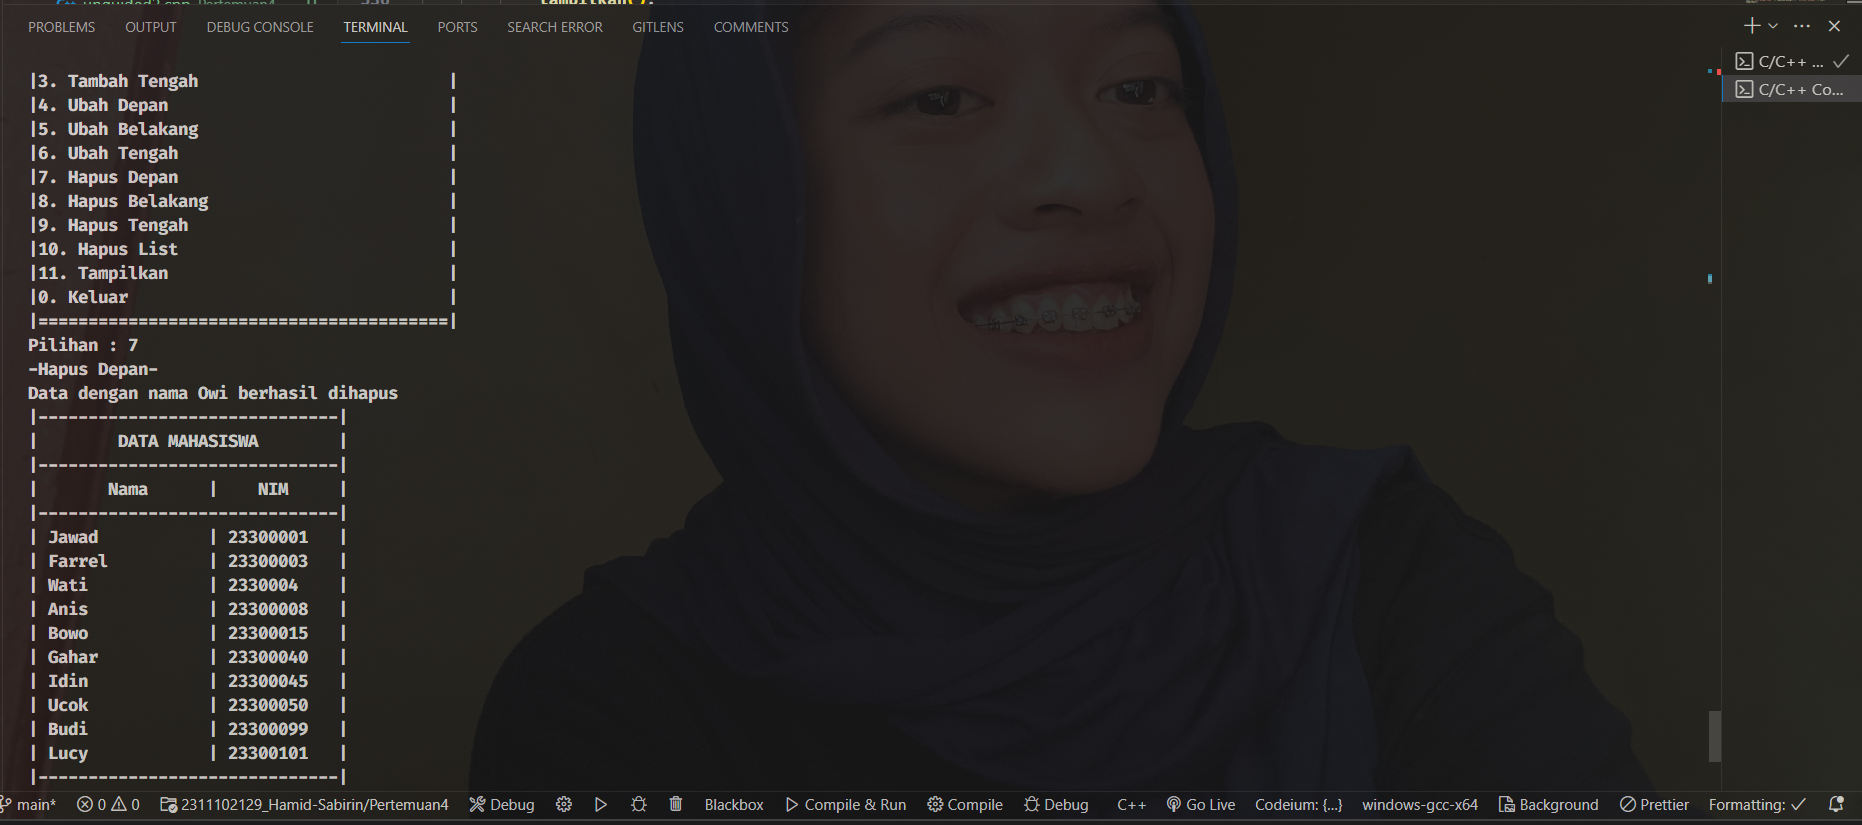 PROBLEMS OUTPUT DEBUG CONSOLE TERMINAL PORTS SEARCH ERROR GITLENS COMMENTS
|3. Tambah Tengah |
|4. Ubah Depan |
|5. Ubah Belakang |
|6. Ubah Tengah |
|7. Hapus Depan |
|8. Hapus Belakang |
|9. Hapus Tengah |
|10. Hapus List |
|11. Tampilkan |
|0. Keluar |
|=========================================|
Pilihan : 7
-Hapus Depan-
Data dengan nama Owi berhasil dihapus
|------------------------------|
| DATA MAHASISWA |
|------------------------------|
| Nama | NIM |
|------------------------------|
| Jawad | 23300001 |
| Farrel | 23300003 |
| Wati | 2330004 |
| Anis | 23300008 |
| Bowo | 23300015 |
| Gahar | 23300040 |
| Idin | 23300045 |
| Ucok | 23300050 |
| Budi | 23300099 |
| Lucy | 23300101 |
|------------------------------|
C/C++ ...
C/C++ Co...
main* 0 0 2311102129_Hamid-Sabirin/Pertemuan4 Debug Blackbox Compile & Run Compile Debug C++ Go Live Codeium: {...} windows-gcc-x64 Background Prettier Formatting: